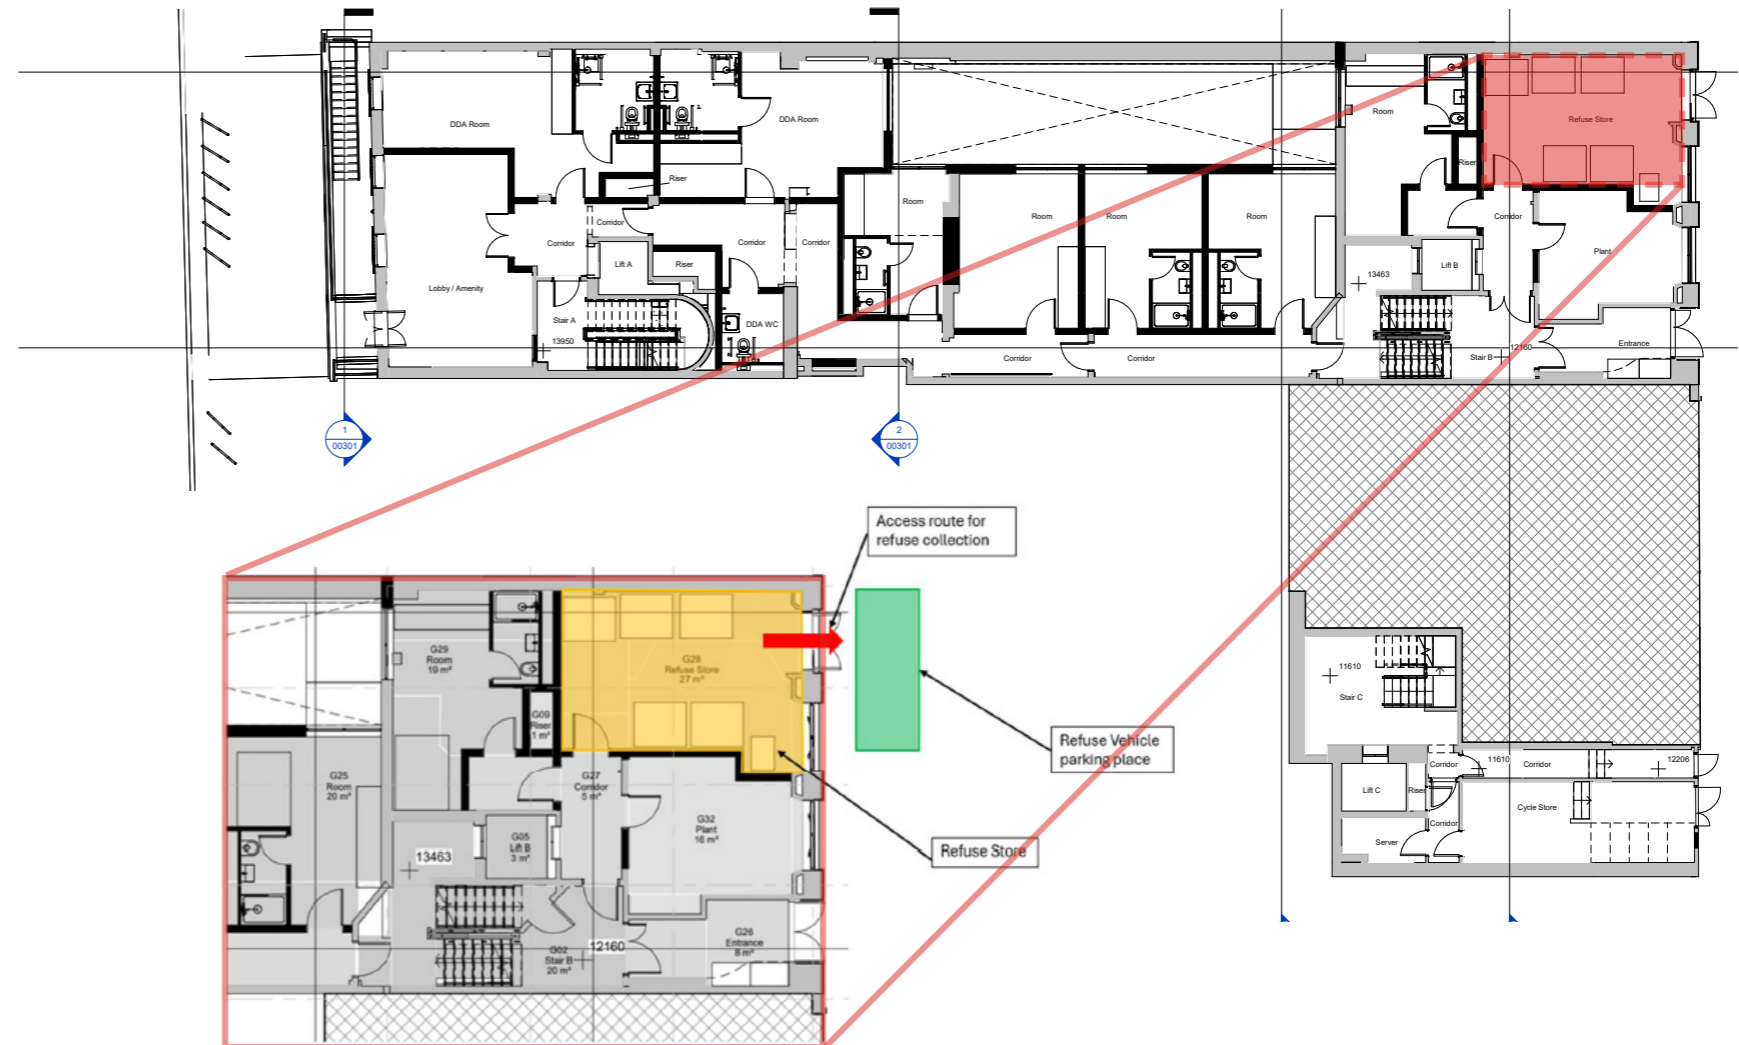 DDA Room
DDA Room
Room
Refuse Store
Riser
Riser
Room
Room
Room
Room
Corridor
Corridor
Corridor
Corridor
Corridor
Plant
Lift A
Riser
Lift B
13463
Lobby / Amenity
Stair A
DDA WC
13950
Corridor
Corridor
Stair B
12160
Entrance
1
00301
2
00301
Access route for
refuse collection
G29
Room
19 m²
G28
Refuse Store
27 m²
G09
Riser
1 m²
Refuse Vehicle
parking place
G25
Room
20 m²
G27
Corridor
5 m²
G32
Plant
16 m²
G05
Lift B
3 m²
13463
Refuse Store
G02
Stair B
20 m²
12160
G26
Entrance
8 m²
11610
Stair C
Corridor
11610
Corridor
12206
Lift C
Riser
Cycle Store
Corridor
Server